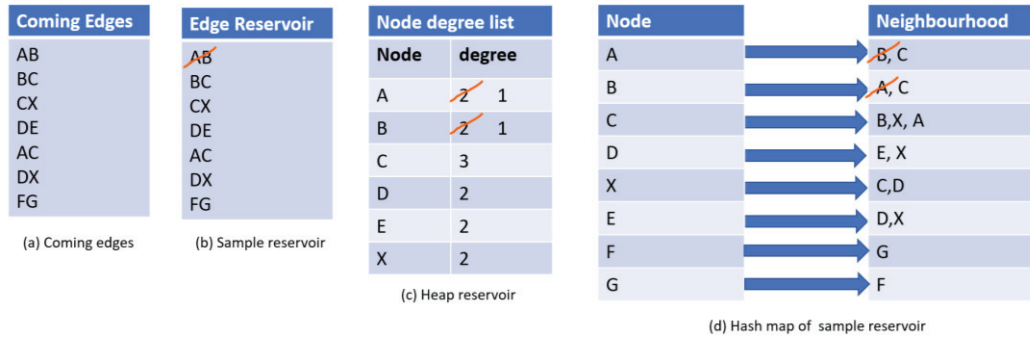 Coming Edges
AB
BC
CX
DE
AC
DX
FG
(a) Coming edges
Edge Reservoir
AB
BC
CX
DE
AC
DX
FG
(b) Sample reservoir
Node degree list
Node degree
A 2 1
B 2 1
C 3
D 2
E 2
X 2
(c) Heap reservoir
Node Neighbourhood
A B, C
B A, C
C B,X, A
D E, X
X C,D
E D,X
F G
G F
(d) Hash map of sample reservoir